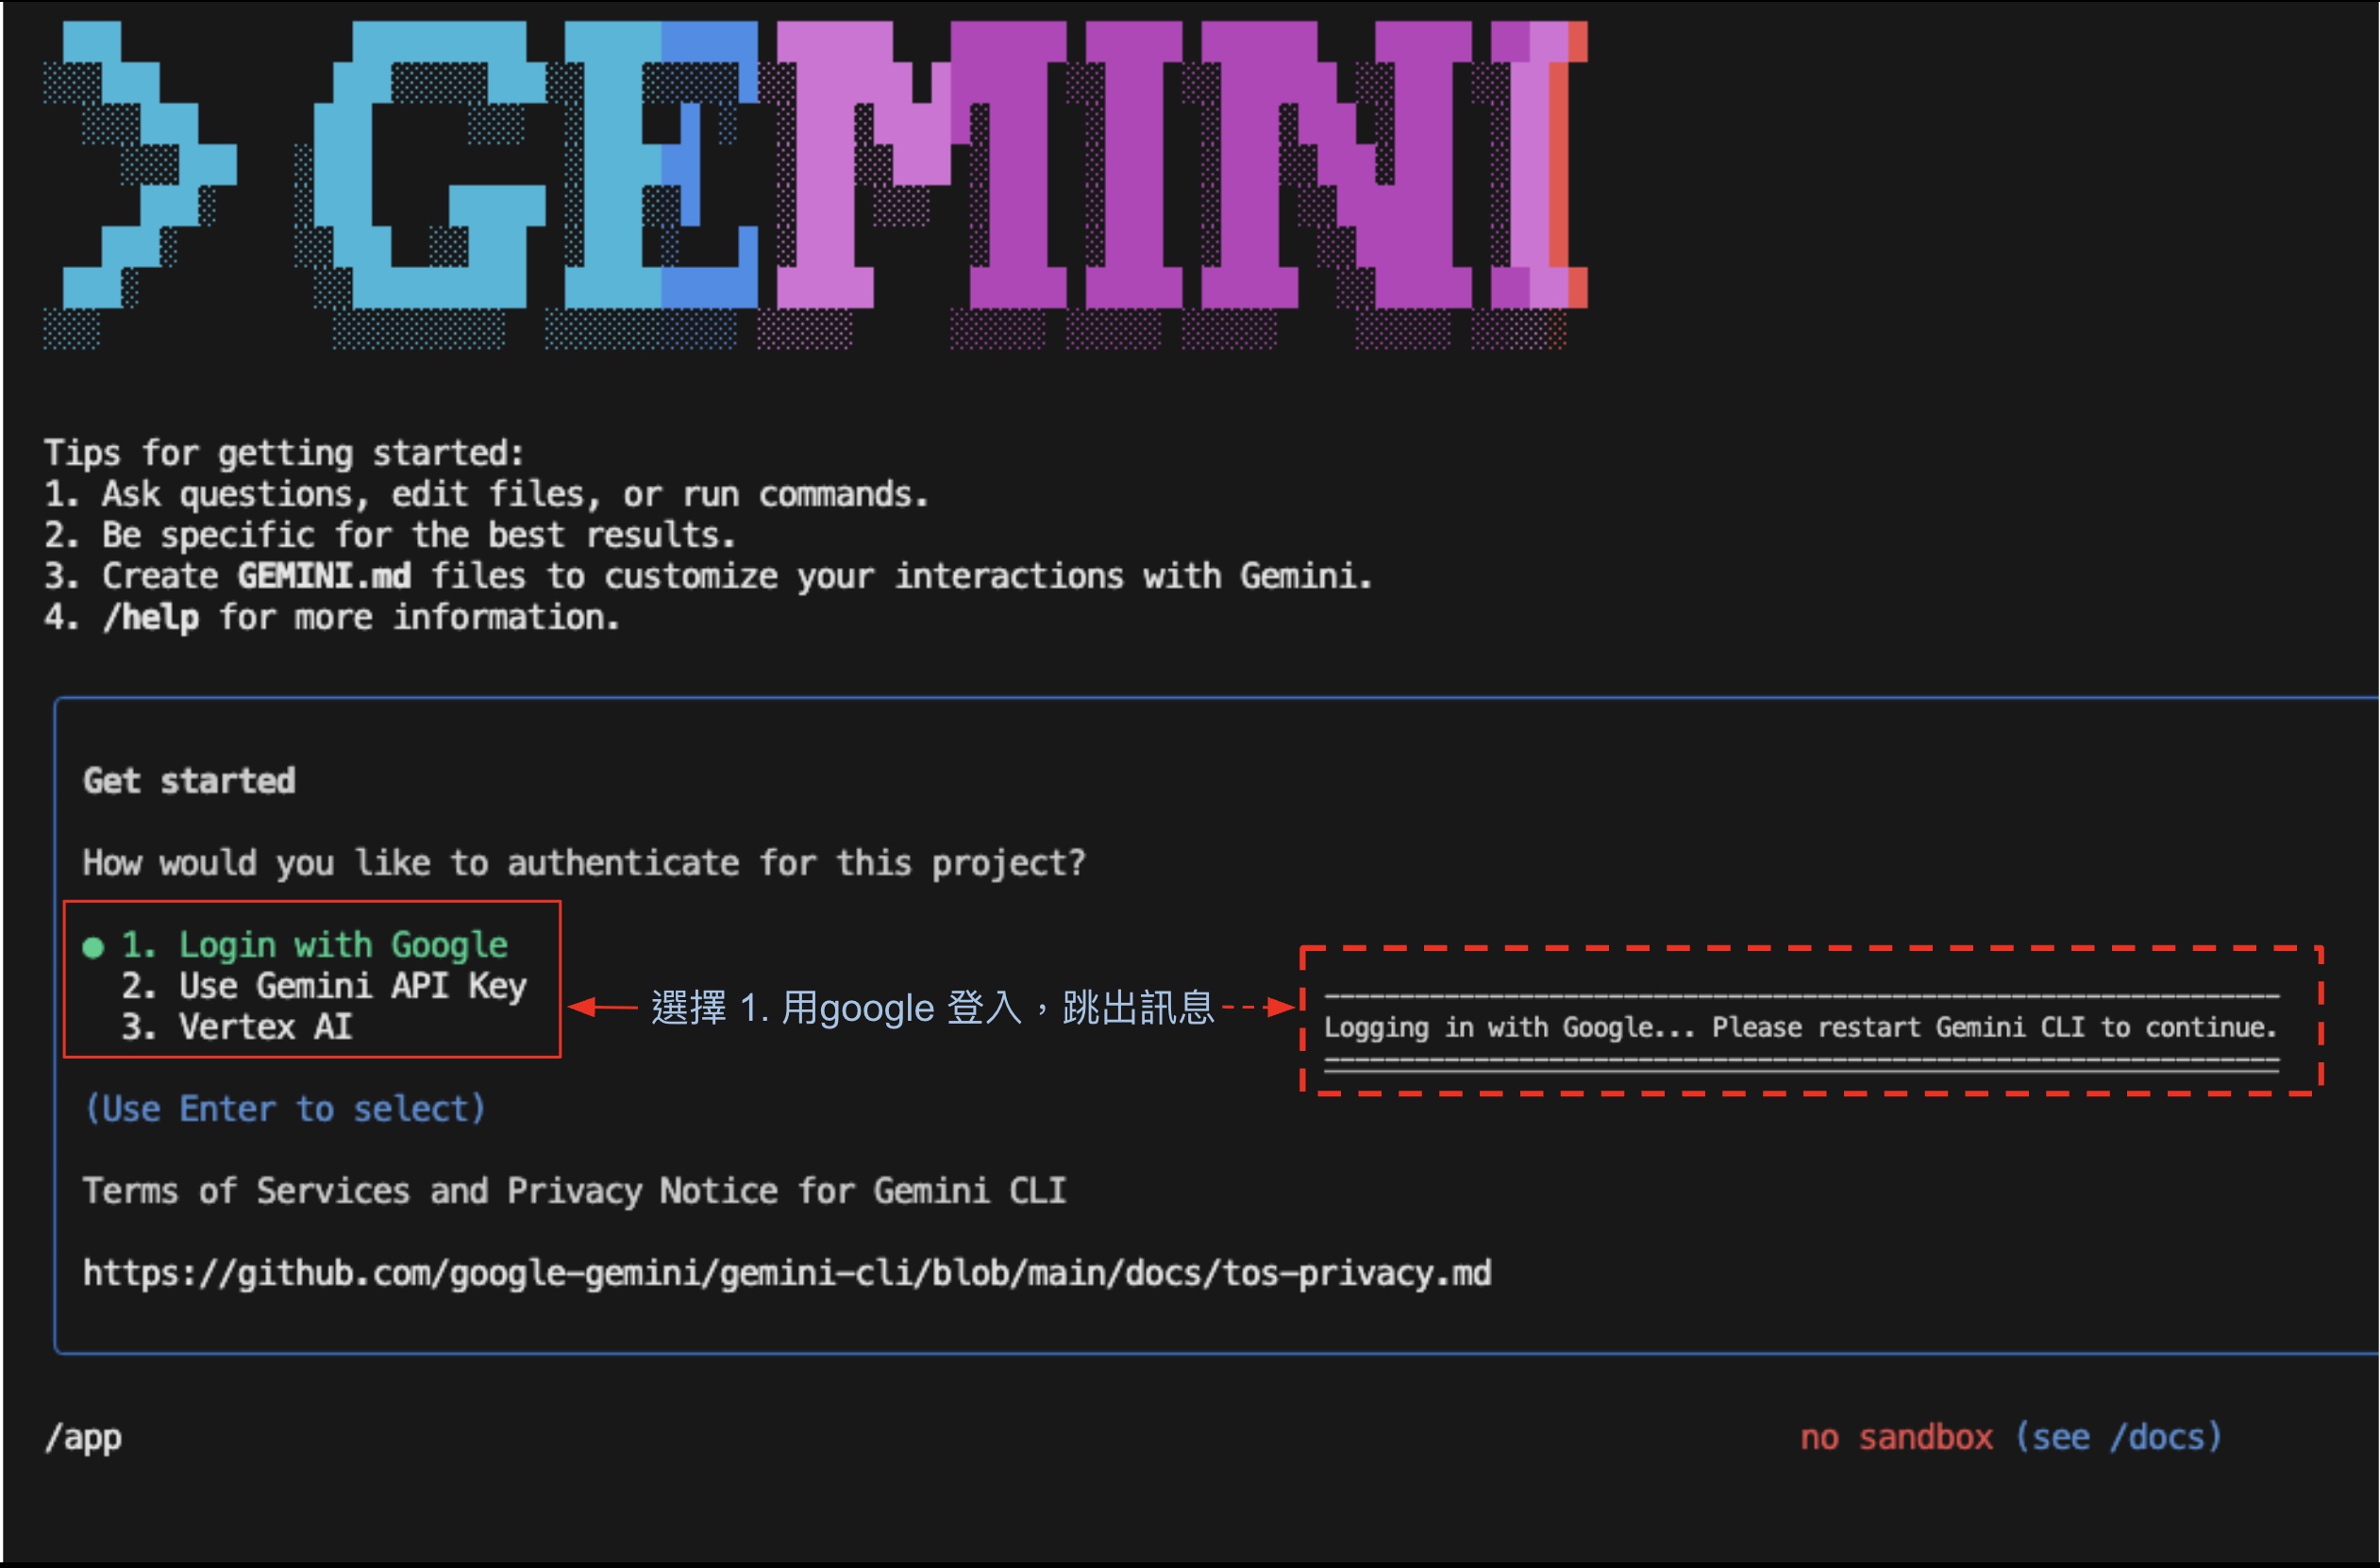 > GEMINI
Tips for getting started:
1. Ask questions, edit files, or run commands.
2. Be specific for the best results.
3. Create GEMINI.md files to customize your interactions with Gemini.
4. /help for more information.
Get started
How would you like to authenticate for this project?
● 1. Login with Google
2. Use Gemini API Key
3. Vertex AI
選擇 1. 用google 登入，跳出訊息
Logging in with Google... Please restart Gemini CLI to continue.
(Use Enter to select)
Terms of Services and Privacy Notice for Gemini CLI
https://github.com/google-gemini/gemini-cli/blob/main/docs/tos-privacy.md
/app
no sandbox (see /docs)